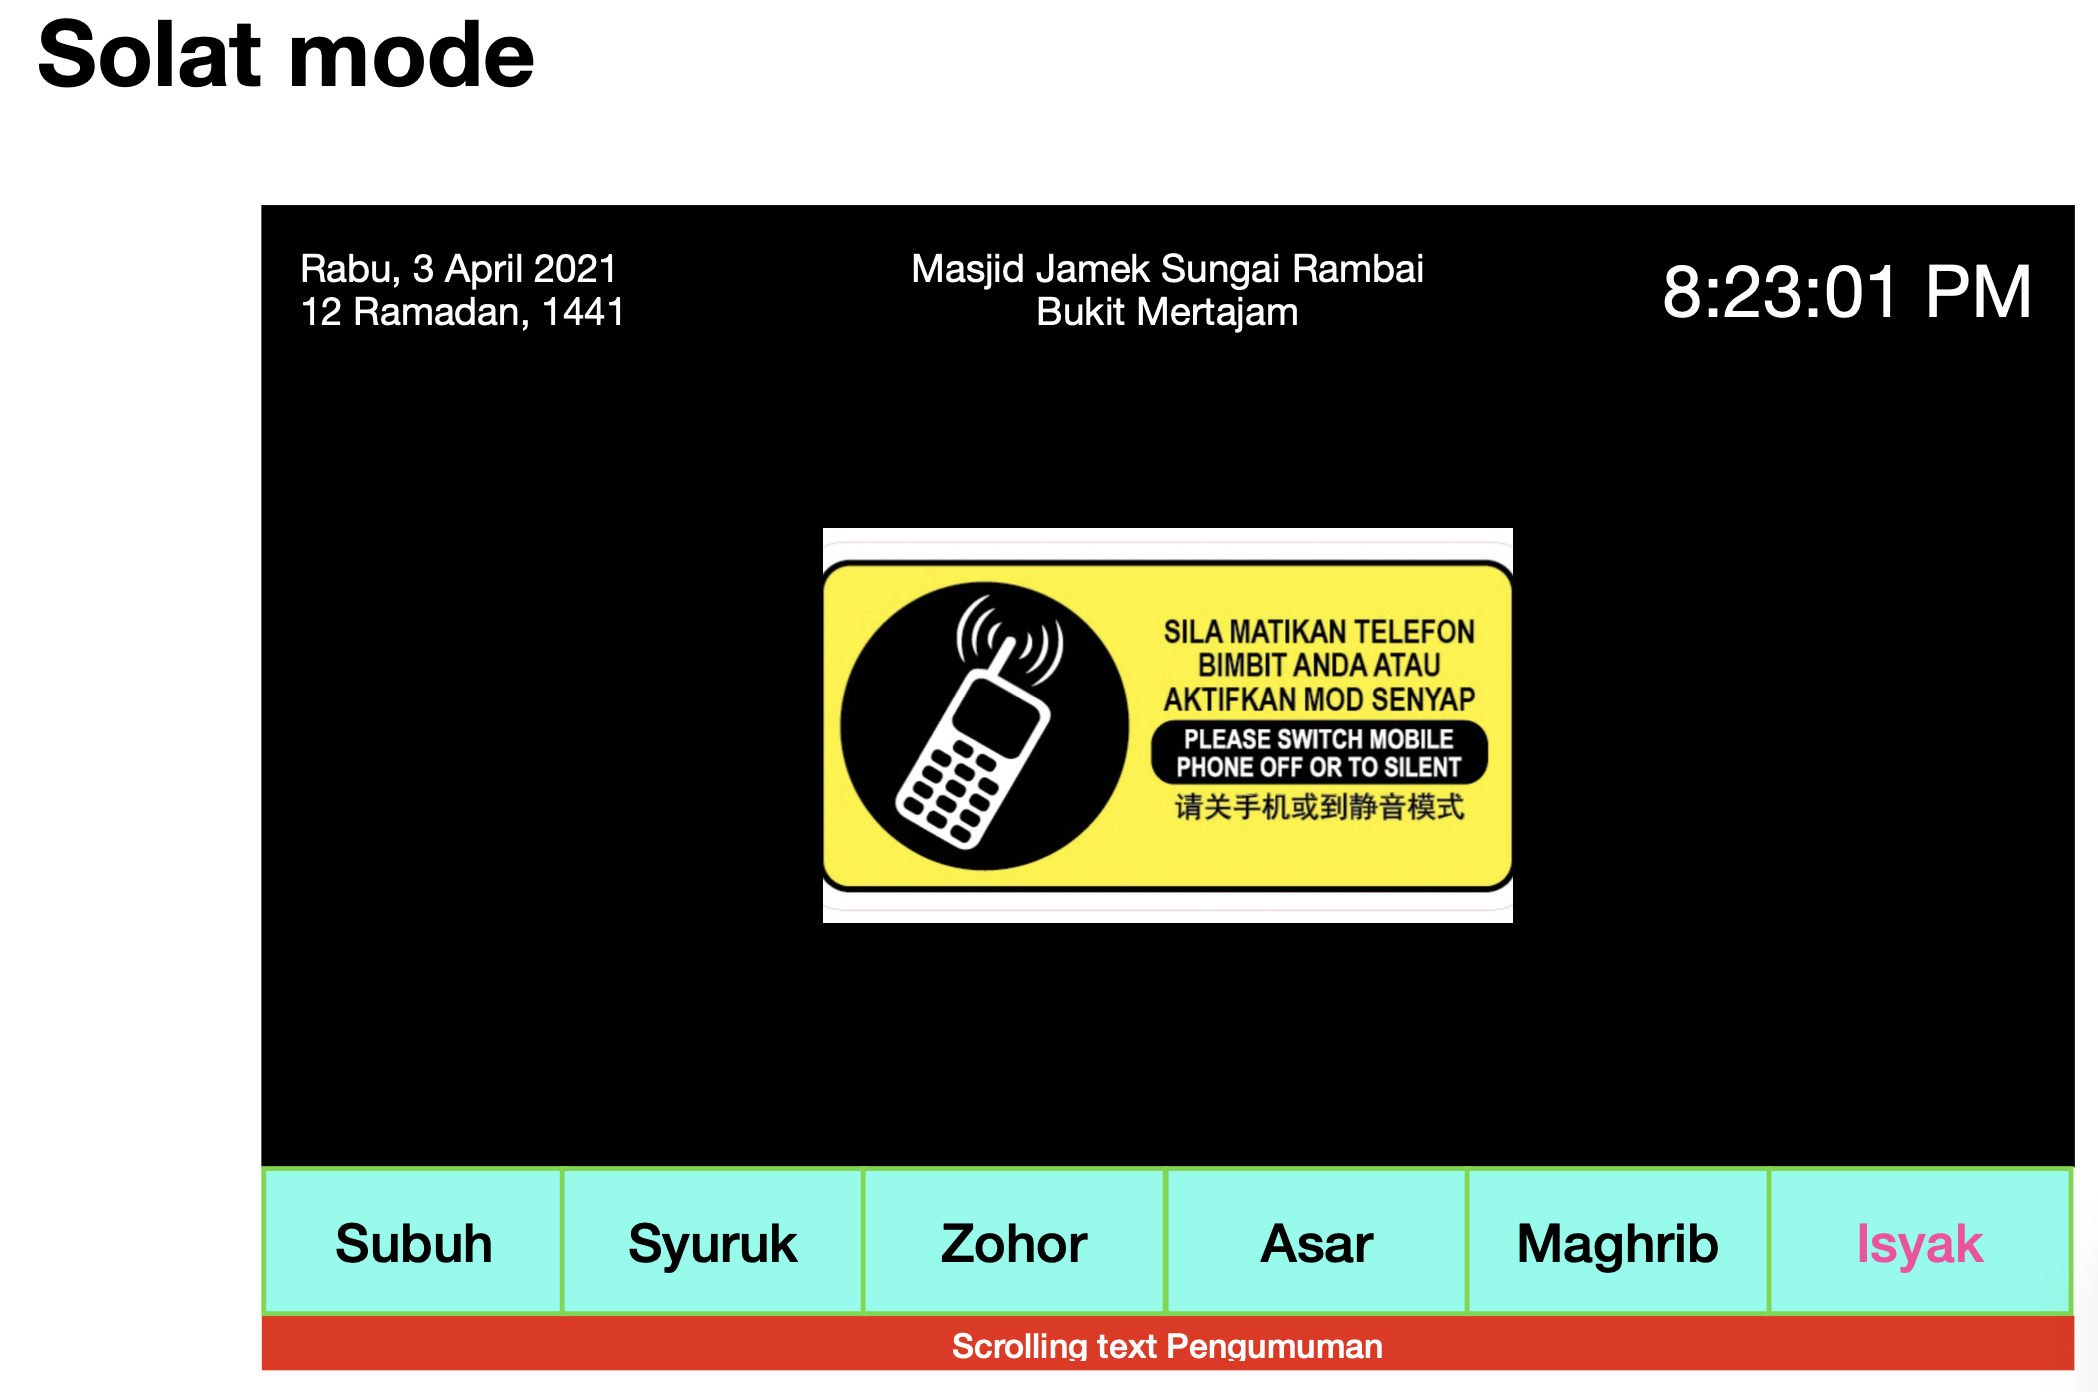 Solat mode
Rabu, 3 April 2021
12 Ramadan, 1441
Masjid Jamek Sungai Rambai
Bukit Mertajam
8:23:01 PM
SILA MATIKAN TELEFON
BIMBIT ANDA ATAU
AKTIFKAN MOD SENYAP
PLEASE SWITCH MOBILE
PHONE OFF OR TO SILENT
请关手机或到静音模式
Subuh
Syuruk
Zohor
Asar
Maghrib
Isyak
Scrolling text Pengumuman